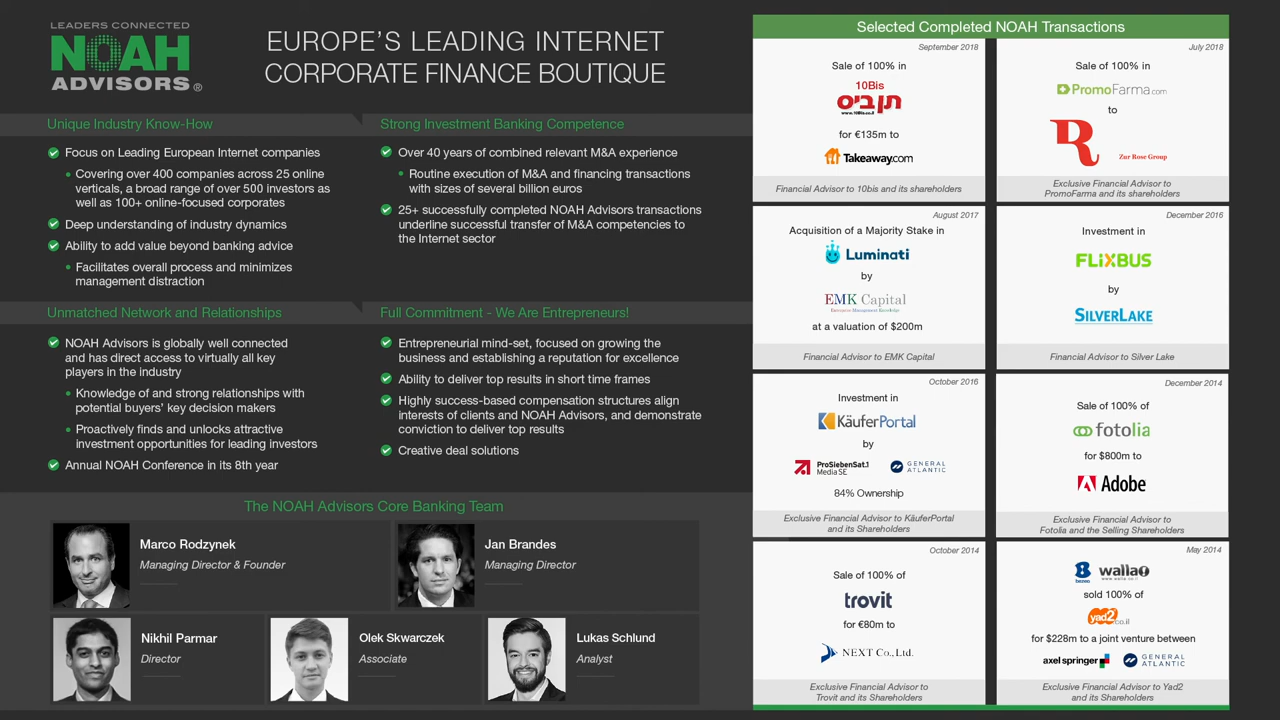 LEADERS CONNECTED
NOAH
ADVISORS®
EUROPE'S LEADING INTERNET
CORPORATE FINANCE BOUTIQUE
Unique Industry Know-How
Focus on Leading European Internet companies
• Covering over 400 companies across 25 online
verticals, a broad range of over 500 investors as
well as 100+ online-focused corporates
Deep understanding of industry dynamics
Ability to add value beyond banking advice
• Facilitates overall process and minimizes
management distraction
Strong Investment Banking Competence
Over 40 years of combined relevant M&A experience
• Routine execution of M&A and financing transactions
with sizes of several billion euros
25+ successfully completed NOAH Advisors transactions
underline successful transfer of M&A competencies to
the Internet sector
Unmatched Network and Relationships
NOAH Advisors is globally well connected
and has direct access to virtually all key
players in the industry
• Knowledge of and strong relationships with
potential buyers' key decision makers
• Proactively finds and unlocks attractive
investment opportunities for leading investors
Annual NOAH Conference in its 8th year
Full Commitment - We Are Entrepreneurs!
Entrepreneurial mind-set, focused on growing the
business and establishing a reputation for excellence
Ability to deliver top results in short time frames
Highly success-based compensation structures align
interests of clients and NOAH Advisors, and demonstrate
conviction to deliver top results
Creative deal solutions
The NOAH Advisors Core Banking Team
Marco Rodzynek
Managing Director & Founder
Jan Brandes
Managing Director
Nikhil Parmar
Director
Olek Skwarczek
Associate
Lukas Schlund
Analyst
Selected Completed NOAH Transactions
September 2018
Sale of 100% in
10Bis
תן ביס
www.10Bis.co.il
for €135m to
Takeaway.com
Financial Advisor to 10bis and its shareholders
July 2018
Sale of 100% in
PromoFarma.com
to
R
Zur Rose Group
Exclusive Financial Advisor to
PromoFarma and its shareholders
August 2017
Acquisition of a Majority Stake in
Luminati
by
EMK Capital
Entrepreneurs Management Knowledge
at a valuation of $200m
Financial Advisor to EMK Capital
December 2016
Investment in
FLiXBUS
by
SILVERLAKE
Financial Advisor to Silver Lake
October 2016
Investment in
KäuferPortal
by
ProSiebenSat.1
Media SE
GENERAL
ATLANTIC
84% Ownership
Exclusive Financial Advisor to KäuferPortal
and its Shareholders
December 2014
Sale of 100% of
fotolia
for $800m to
Adobe
Exclusive Financial Advisor to
Fotolia and the Selling Shareholders
October 2014
Sale of 100% of
trovit
for €80m to
NEXT Co., Ltd.
Exclusive Financial Advisor to
Trovit and its Shareholders
May 2014
bezeq
walla!
www.walla.co.il
sold 100% of
yad2
co.il
for $228m to a joint venture between
axel springer
GENERAL
ATLANTIC
Exclusive Financial Advisor to Yad2
and its Shareholders